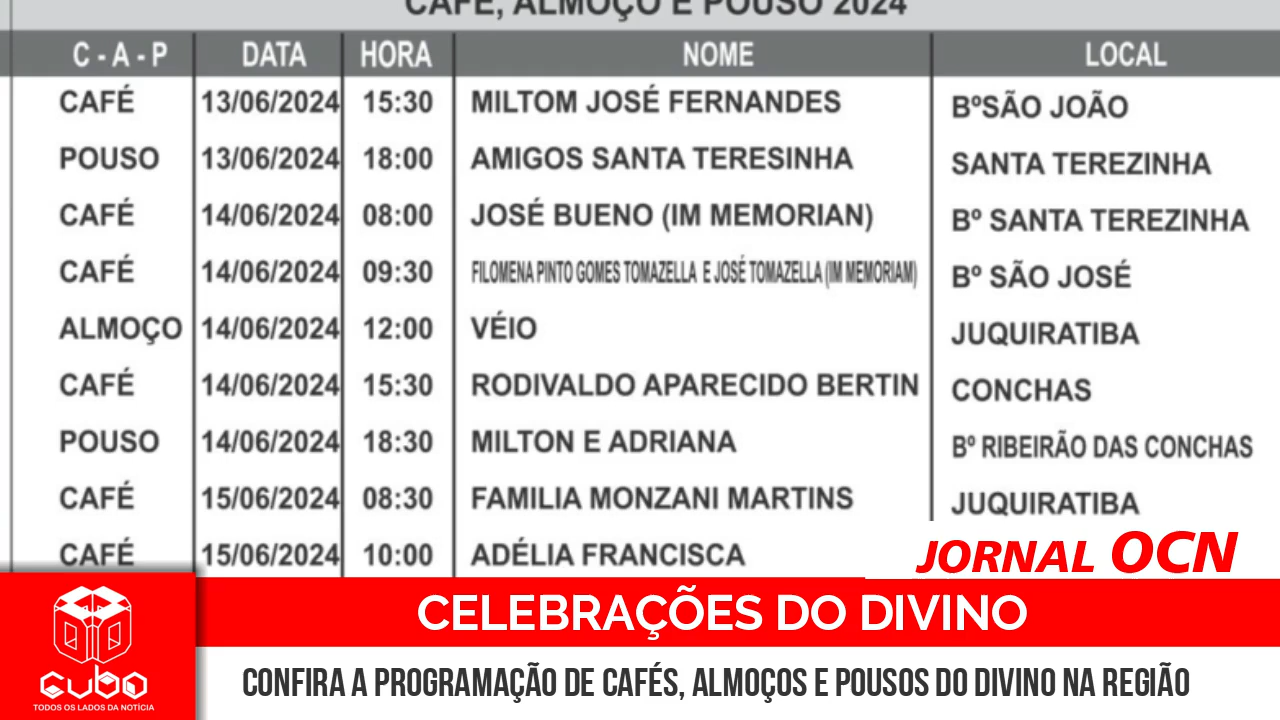 CAFÉ, ALMOÇO E POUSO 2024
C - A - P DATA HORA NOME LOCAL
CAFÉ 13/06/2024 15:30 MILTOM JOSÉ FERNANDES BºSÃO JOÃO
POUSO 13/06/2024 18:00 AMIGOS SANTA TERESINHA SANTA TEREZINHA
CAFÉ 14/06/2024 08:00 JOSÉ BUENO (IM MEMORIAN) Bº SANTA TEREZINHA
CAFÉ 14/06/2024 09:30 FILOMENA PINTO GOMES TOMAZELLA E JOSÉ TOMAZELLA (IM MEMORIAM) Bº SÃO JOSÉ
ALMOÇO 14/06/2024 12:00 VÉIO JUQUIRATIBA
CAFÉ 14/06/2024 15:30 RODIVALDO APARECIDO BERTIN CONCHAS
POUSO 14/06/2024 18:30 MILTON E ADRIANA Bº RIBEIRÃO DAS CONCHAS
CAFÉ 15/06/2024 08:30 FAMILIA MONZANI MARTINS JUQUIRATIBA
CAFÉ 15/06/2024 10:00 ADÉLIA FRANCISCA
JORNAL OCN
CELEBRAÇÕES DO DIVINO
CONFIRA A PROGRAMAÇÃO DE CAFÉS, ALMOÇOS E POUSOS DO DIVINO NA REGIÃO
Cubo
TODOS OS LADOS DA NOTÍCIA